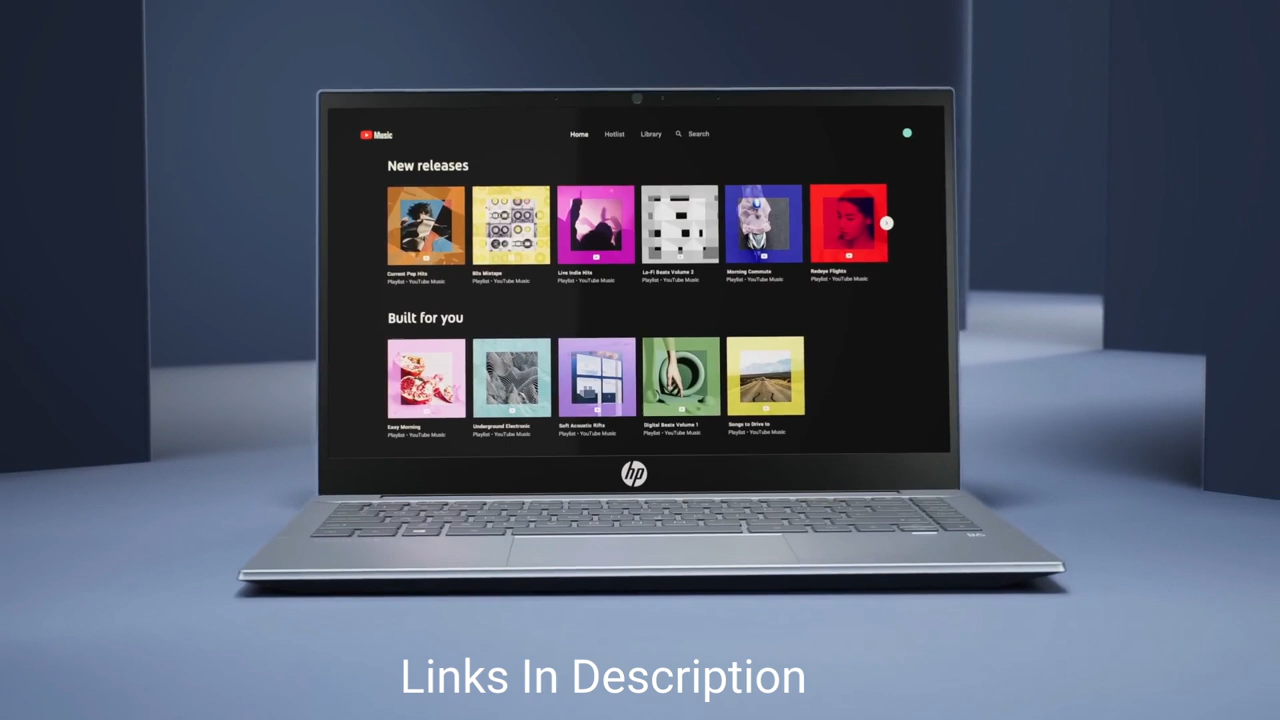 Music
Home Hotlist Library Search
New releases
Current Pop Hits 80s Mixtape Live Indie Hits Lo-Fi Beats Volume 2 Morning Commute Redeye Flights
Playlist • YouTube Music Playlist • YouTube Music Playlist • YouTube Music Playlist • YouTube Music Playlist • YouTube Music Playlist • YouTube Music
Built for you
Easy Morning Underground Electronic Soft Acoustic Riffs Digital Beats Volume 1 Songs to Drive to
Playlist • YouTube Music Playlist • YouTube Music Playlist • YouTube Music Playlist • YouTube Music Playlist • YouTube Music
hp
Links In Description